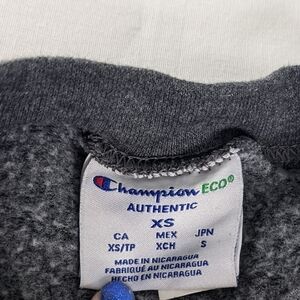 Champion ECO®
AUTHENTIC
XS
CA MEX JPN
XS/TP XCH S
MADE IN NICARAGUA
FABRIQUÉ AU NICARAGUA
HECHO EN NICARAGUA